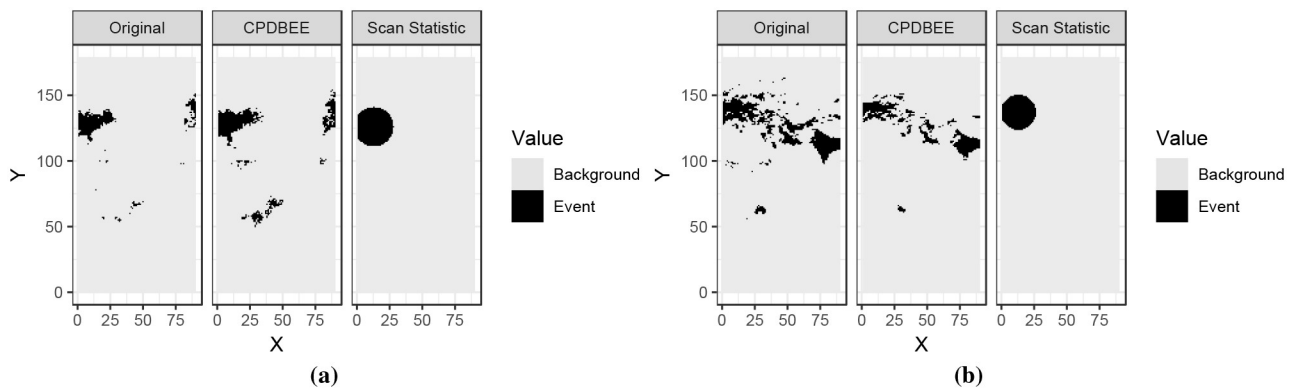 Original CPDBEE Scan Statistic
150
100
50
0
Y
0 25 50 75 0 25 50 75 0 25 50 75
X
Value
Background
Event
(a)
Original CPDBEE Scan Statistic
150
100
50
0
Y
0 25 50 75 0 25 50 75 0 25 50 75
X
Value
Background
Event
(b)